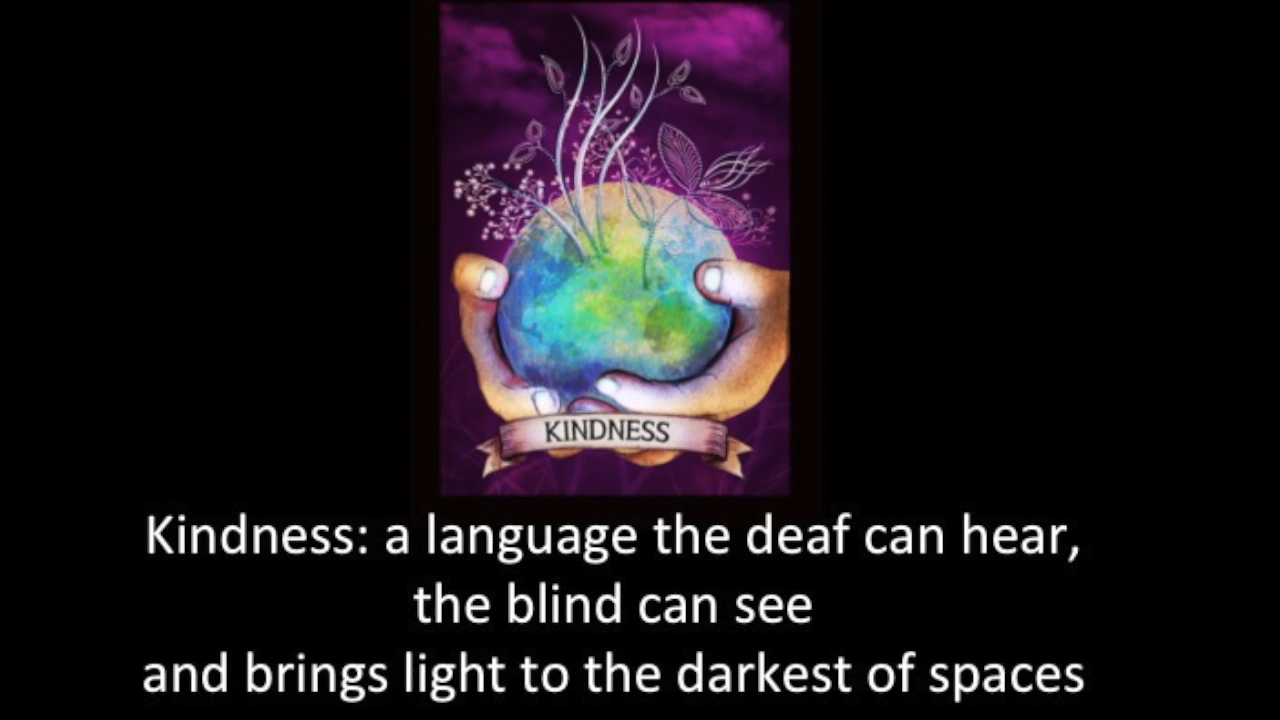 KINDNESS
Kindness: a language the deaf can hear,
the blind can see
and brings light to the darkest of spaces